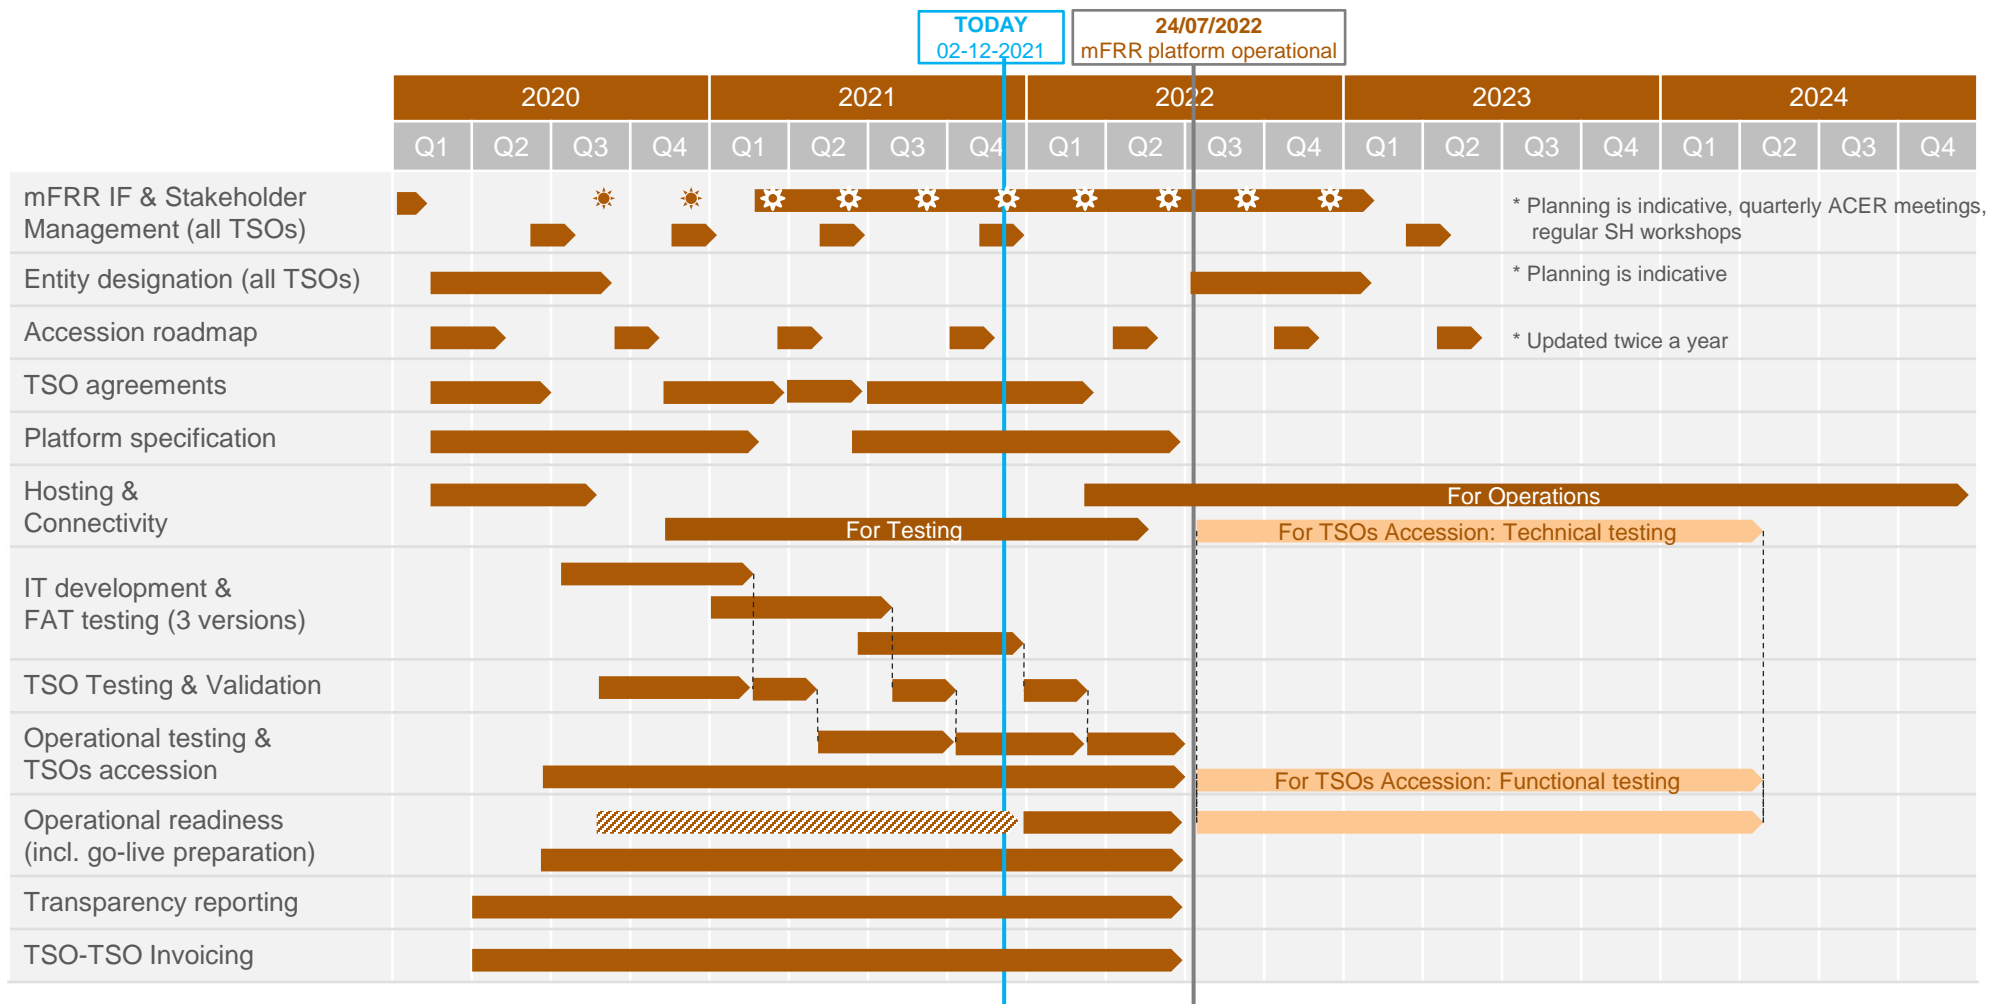 TODAY
02-12-2021
24/07/2022
mFRR platform operational
2020
2021
2022
2023
2024
Q1 Q2 Q3 Q4 Q1 Q2 Q3 Q4 Q1 Q2 Q3 Q4 Q1 Q2 Q3 Q4 Q1 Q2 Q3 Q4
mFRR IF & Stakeholder
Management (all TSOs)
* Planning is indicative, quarterly ACER meetings,
regular SH workshops
Entity designation (all TSOs)
* Planning is indicative
Accession roadmap
* Updated twice a year
TSO agreements
Platform specification
Hosting &
Connectivity
For Operations
For Testing
For TSOs Accession: Technical testing
IT development &
FAT testing (3 versions)
TSO Testing & Validation
Operational testing &
TSOs accession
For TSOs Accession: Functional testing
Operational readiness
(incl. go-live preparation)
Transparency reporting
TSO-TSO Invoicing